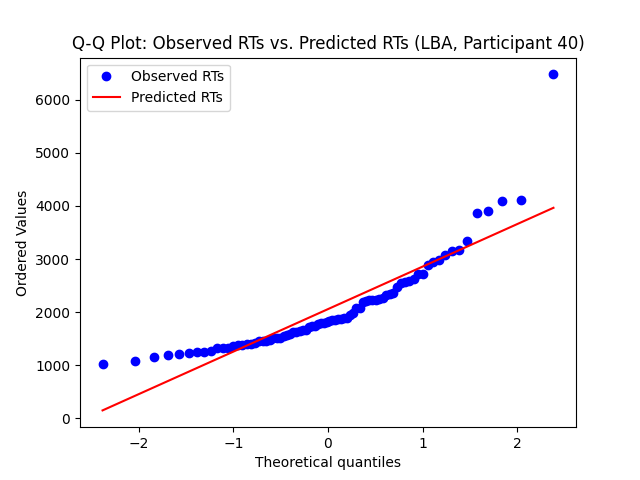 Q-Q Plot: Observed RTs vs. Predicted RTs (LBA, Participant 40)
Observed RTs
Predicted RTs
6000
5000
4000
3000
2000
1000
0
Ordered Values
−2
−1
0
1
2
Theoretical quantiles